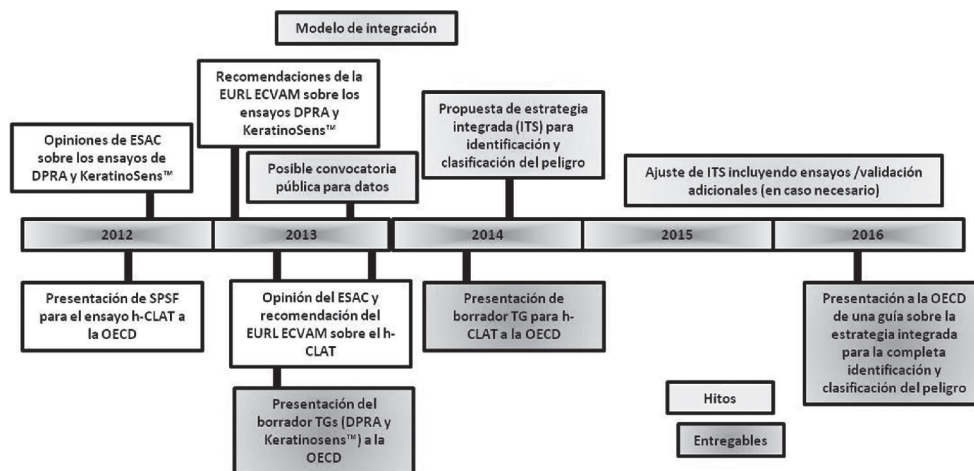 Modelo de integración
Recomendaciones de la
EURL ECVAM sobre los
ensayos DPRA y
KeratinoSens™
Propuesta de estrategia
integrada (ITS) para
identificación y
clasificación del peligro
Opiniones de ESAC
sobre los ensayos de
DPRA y KeratinoSens™
Posible convocatoria
pública para datos
Ajuste de ITS incluyendo ensayos /validación
adicionales (en caso necesario)
2012
2013
2014
2015
2016
Presentación de SPSF
para el ensayo h-CLAT a
la OECD
Opinión del ESAC y
recomendación del
EURL ECVAM sobre el h-
CLAT
Presentación de
borrador TG para h-
CLAT a la OECD
Presentación a la OECD
de una guía sobre la
estrategia integrada
para la completa
identificación y
clasificación del peligro
Presentación del
borrador TGs (DPRA y
Keratinosens™) a la
OECD
Hitos
Entregables